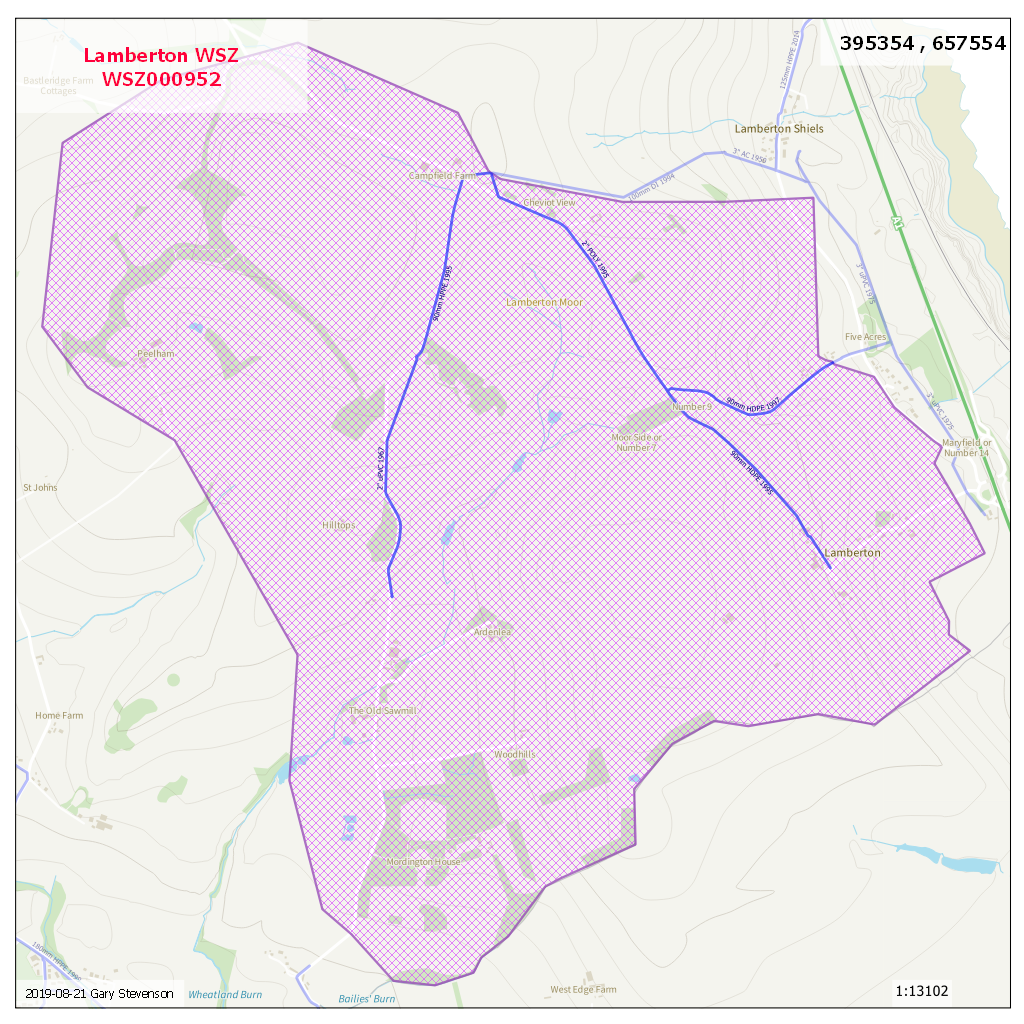 Lamberton WSZ
WSZ000952
395354 , 657554
Bastleridge Farm
Cottages
125mm HPPE 2014
Lamberton Shiels
3" AC 1956
100mm DI 1994
Campfield Farm
Cheviot View
A1
2" POLY 1995
90mm HPPE 1995
Lamberton Moor
3" uPVC 1975
Five Acres
Peelham
90mm HDPE 1997
Number 9
3" uPVC 1975
Moor Side or
Number 7
Maryfield or
Number 14
2" uPVC 1967
90mm HDPE 1995
St Johns
Hilltops
Lamberton
Ardenlea
The Old Sawmill
Home Farm
Woodhills
Mordington House
180mm HPPE 1990
West Edge Farm
2019-08-21 Gary Stevenson
Wheatland Burn
Bailies' Burn
1:13102